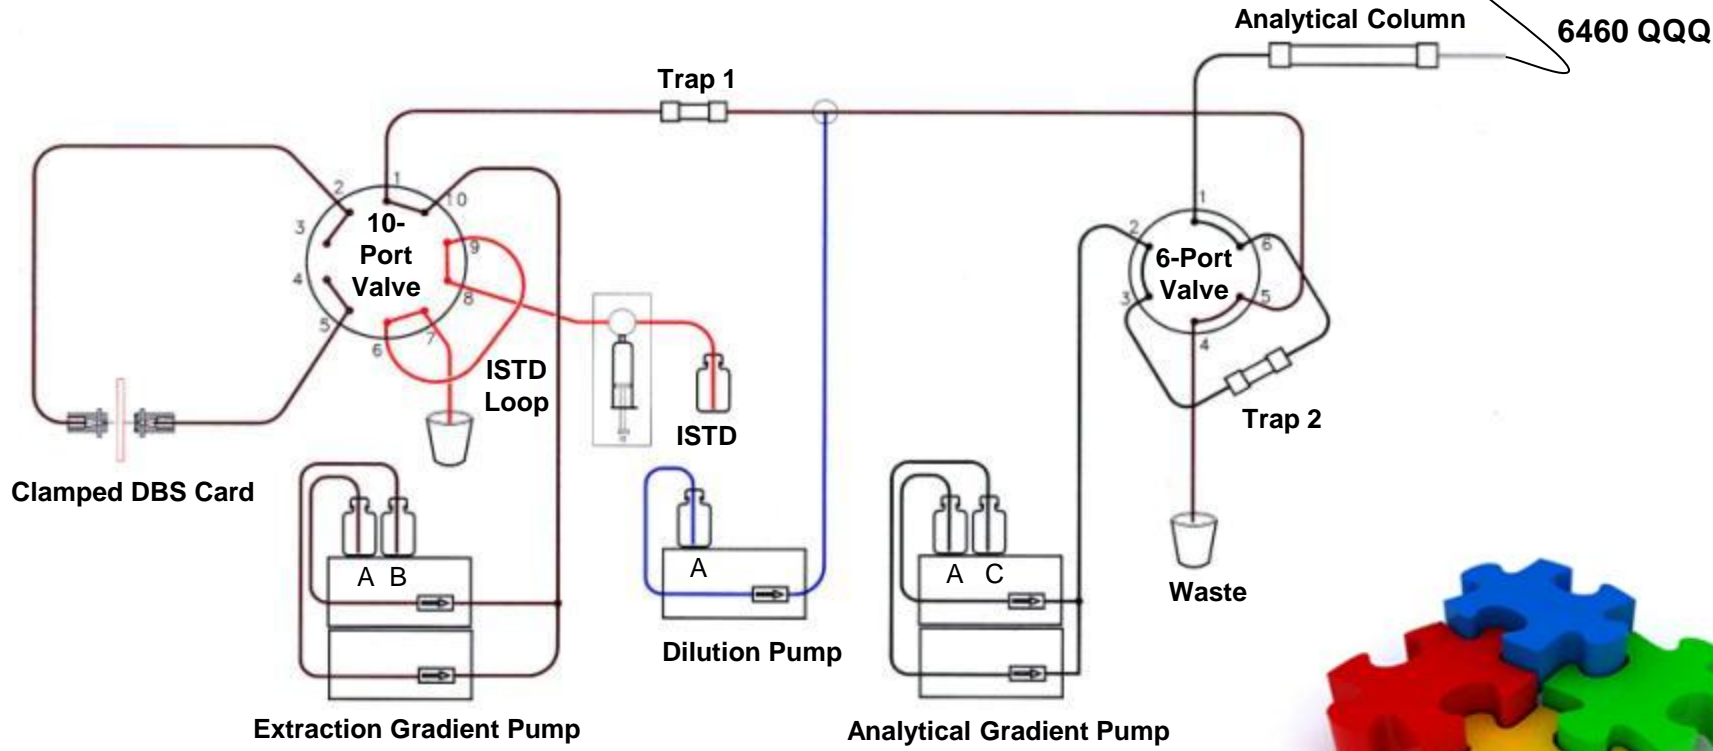 Analytical Column
6460 QQQ
Trap 1
1
2
10
3
10-
Port
Valve
9
4
8
5
7
6
ISTD
Loop
ISTD
1
2
6
6-Port
Valve
3
5
4
Trap 2
Clamped DBS Card
A B
A
A C
Waste
Dilution Pump
Extraction Gradient Pump
Analytical Gradient Pump